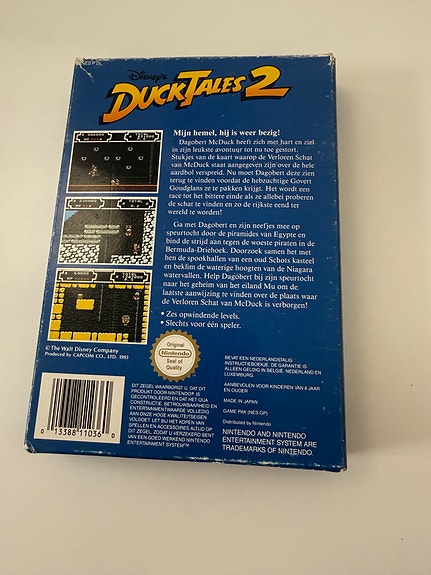 Disney's
DUCKTALES 2
Mijn hemel, hij is weer bezig!
Dagobert McDuck heeft zich met hart en ziel
in zijn leukste avontuur tot nu toe gestort.
Stukjes van de kaart waarop de Verloren Schat
van McDuck staat aangegeven zijn over de hele
aardbol verspreid. Nu moet Dagobert deze zien
terug te vinden voordat de hebzuchtige Govert
Goudglans ze te pakken krijgt. Het wordt een
race tot het bittere einde als ze allebei proberen
de schat te vinden en zo de rijkste eend ter
wereld te worden!
Ga met Dagobert en zijn neefjes mee op
speurtocht door de piramides van Egypte en
bind de strijd aan tegen de woeste piraten in de
Bermuda-Driehoek. Doorzoek samen het met
hen de spookhallen van een oud Schots kasteel
en beklim de waterige hoogten van de Niagara
watervallen. Help Dagobert bij zijn speurtocht
naar het geheim van het eiland Mu om de
laatste aanwijzing te vinden over de plaats waar
de Verloren Schat van McDuck is verborgen!
• Zes opwindende levels.
• Slechts voor één speler.
© The Walt Disney Company
Produced by CAPCOM CO., LTD. 1993
Original
Nintendo
Seal of
Quality
0 13388 11036 0
DIT ZEGEL WAARBORGT U, DAT DIT
PRODUKT DOOR NINTENDO® IS
GECONTROLEERD EN DAT HET QUA
CONSTRUCTIE, BETROUWBAARHEID EN
ENTERTAINMENTWAARDE VOLLEDIG
AAN ONZE HOGE KWALITEITSEISEN
VOLDOET. LET BIJ HET KOPEN VAN
SPELLEN EN ACCESSOIRES ALTIJD OP
DIT ZEGEL, ZODAT U VERZEKERD BENT
VAN EEN GOED WERKEND NINTENDO
ENTERTAINMENT SYSTEM™
BEVAT EEN NEDERLANDSTALIG
INSTRUCTIEBOEKJE. DE GARANTIE IS
ALLEEN GELDIG IN BELGIË, NEDERLAND EN
LUXEMBURG.
AANBEVOLEN VOOR KINDEREN VAN 8 JAAR
EN OUDER
MADE IN JAPAN
GAME PAK (NES-GP)
Distributed by Nintendo
NINTENDO AND NINTENDO
ENTERTAINMENT SYSTEM ARE
TRADEMARKS OF NINTENDO.